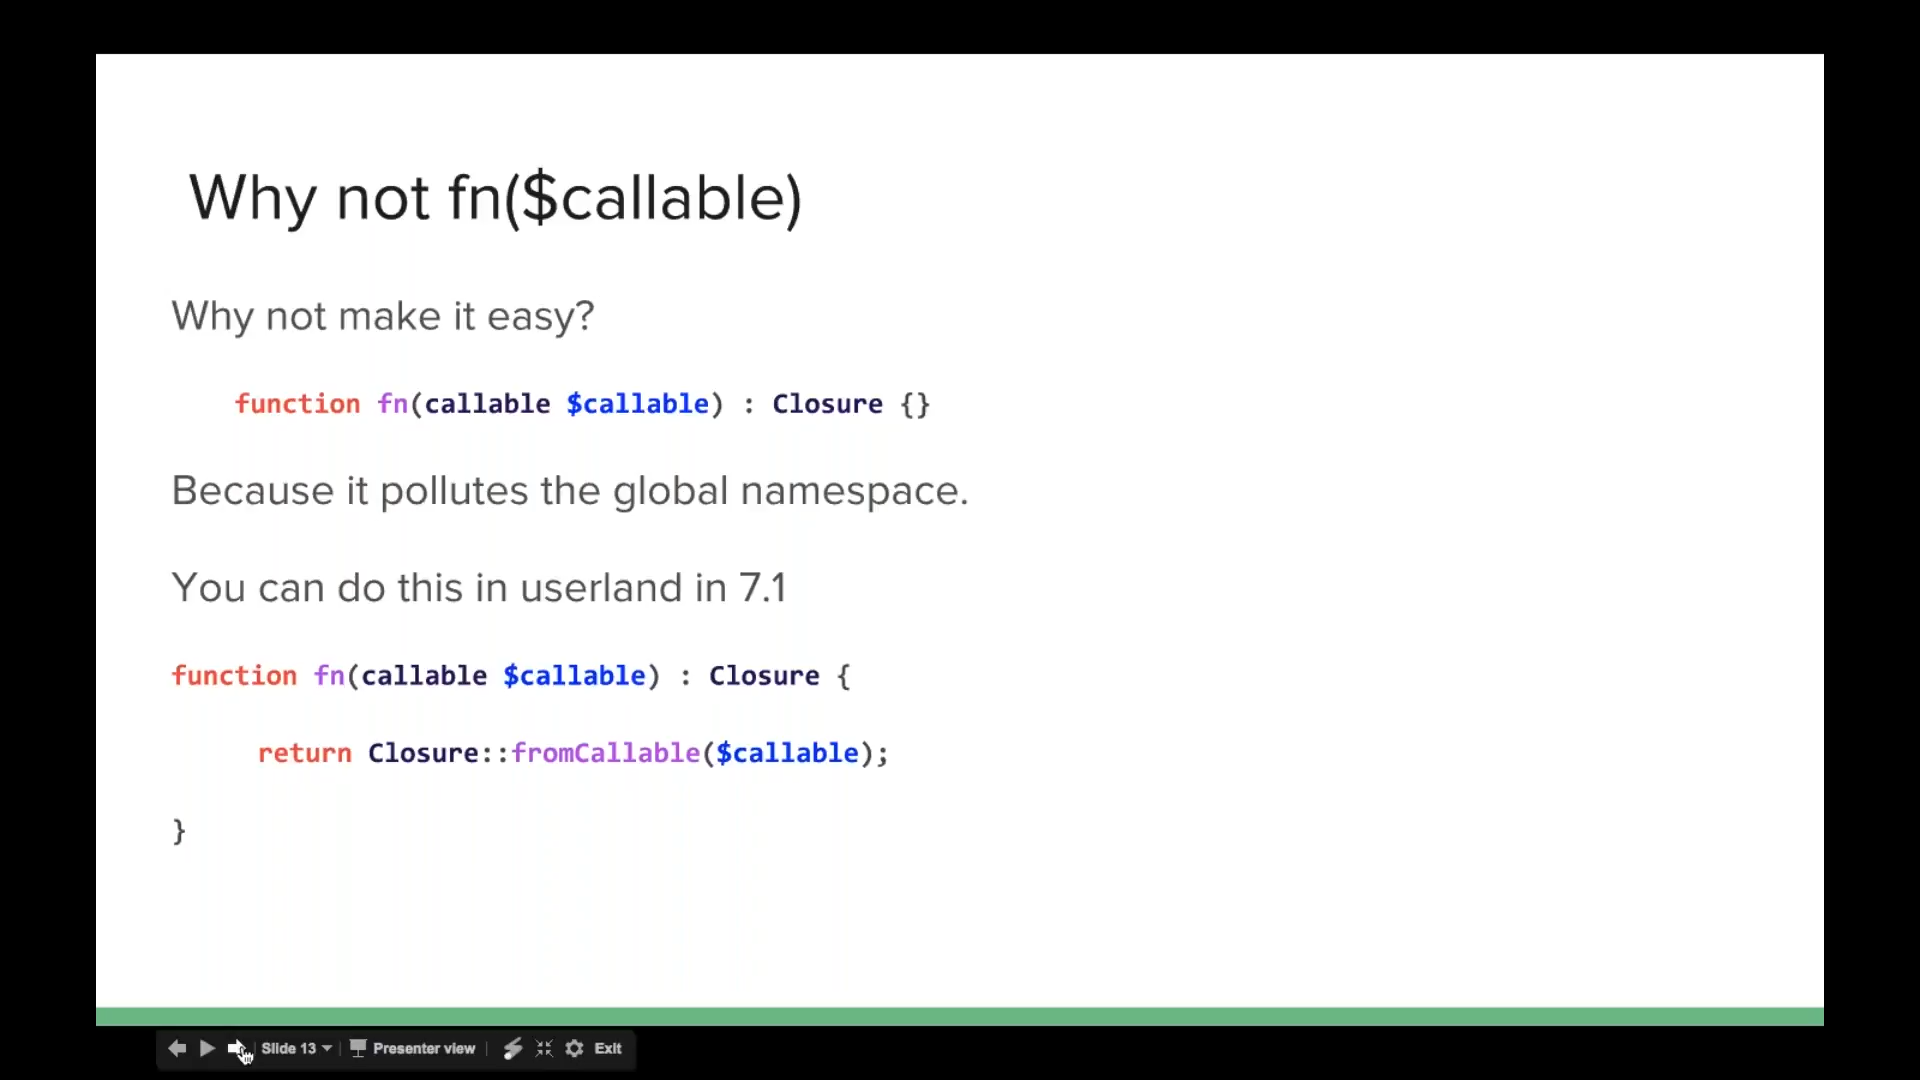 Why not fn($callable)
Why not make it easy?
function fn(callable $callable) : Closure {}
Because it pollutes the global namespace.
You can do this in userland in 7.1
function fn(callable $callable) : Closure {
return Closure::fromCallable($callable);
}
Slide 13 Presenter view Exit